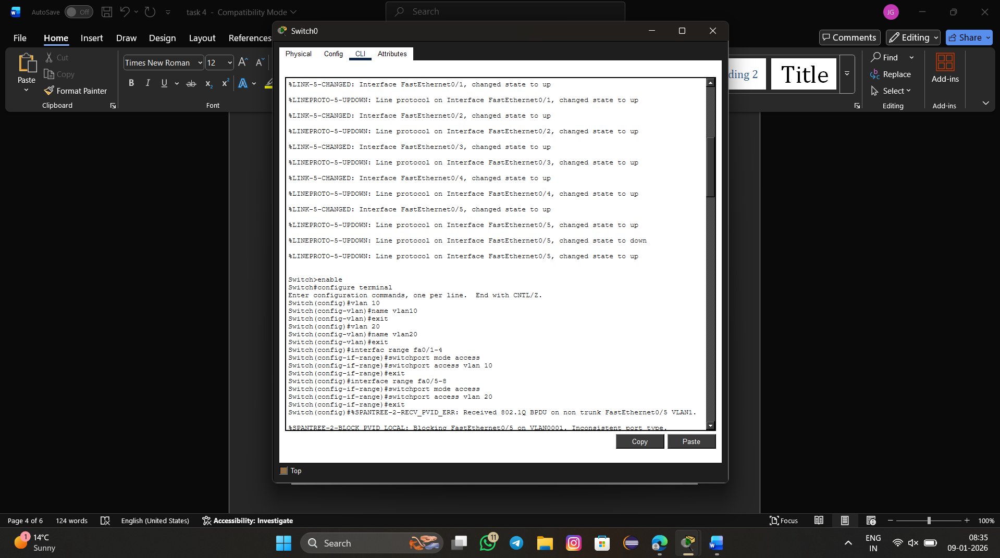 AutoSave Off task 4 - Compatibility Mode Search JG
File Home Insert Draw Design Layout References Comments Editing Share
Paste
Cut
Copy
Format Painter
Clipboard
Times New Roman 12
B I U ab x2 x2 A
Font
ding 2 Title
Find
Replace
Select
Editing
Add-ins
Add-ins
Switch0
Physical Config CLI Attributes
%LINK-5-CHANGED: Interface FastEthernet0/1, changed state to up
%LINEPROTO-5-UPDOWN: Line protocol on Interface FastEthernet0/1, changed state to up
%LINK-5-CHANGED: Interface FastEthernet0/2, changed state to up
%LINEPROTO-5-UPDOWN: Line protocol on Interface FastEthernet0/2, changed state to up
%LINK-5-CHANGED: Interface FastEthernet0/3, changed state to up
%LINEPROTO-5-UPDOWN: Line protocol on Interface FastEthernet0/3, changed state to up
%LINK-5-CHANGED: Interface FastEthernet0/4, changed state to up
%LINEPROTO-5-UPDOWN: Line protocol on Interface FastEthernet0/4, changed state to up
%LINK-5-CHANGED: Interface FastEthernet0/5, changed state to up
%LINEPROTO-5-UPDOWN: Line protocol on Interface FastEthernet0/5, changed state to up
%LINEPROTO-5-UPDOWN: Line protocol on Interface FastEthernet0/5, changed state to down
%LINEPROTO-5-UPDOWN: Line protocol on Interface FastEthernet0/5, changed state to up
Switch>enable
Switch#configure terminal
Enter configuration commands, one per line. End with CNTL/Z.
Switch(config)#vlan 10
Switch(config-vlan)#name vlan10
Switch(config-vlan)#exit
Switch(config)#vlan 20
Switch(config-vlan)#name vlan20
Switch(config-vlan)#exit
Switch(config)#interfac range fa0/1-4
Switch(config-if-range)#switchport mode access
Switch(config-if-range)#switchport access vlan 10
Switch(config-if-range)#exit
Switch(config)#interface range fa0/5-8
Switch(config-if-range)#switchport mode access
Switch(config-if-range)#switchport access vlan 20
Switch(config-if-range)#exit
Switch(config)#%SPANTREE-2-RECV_PVID_ERR: Received 802.1Q BPDU on non trunk FastEthernet0/5 VLAN1.
%SPANTREE-2-BLOCK_PVID_LOCAL: Blocking FastEthernet0/5 on VLAN0001. Inconsistent port type.
Copy Paste
Top
Page 4 of 6 124 words English (United States) Accessibility: Investigate Focus 100%
1 14°C
Sunny
Search
11
ENG
IN
08:35
09-01-2026